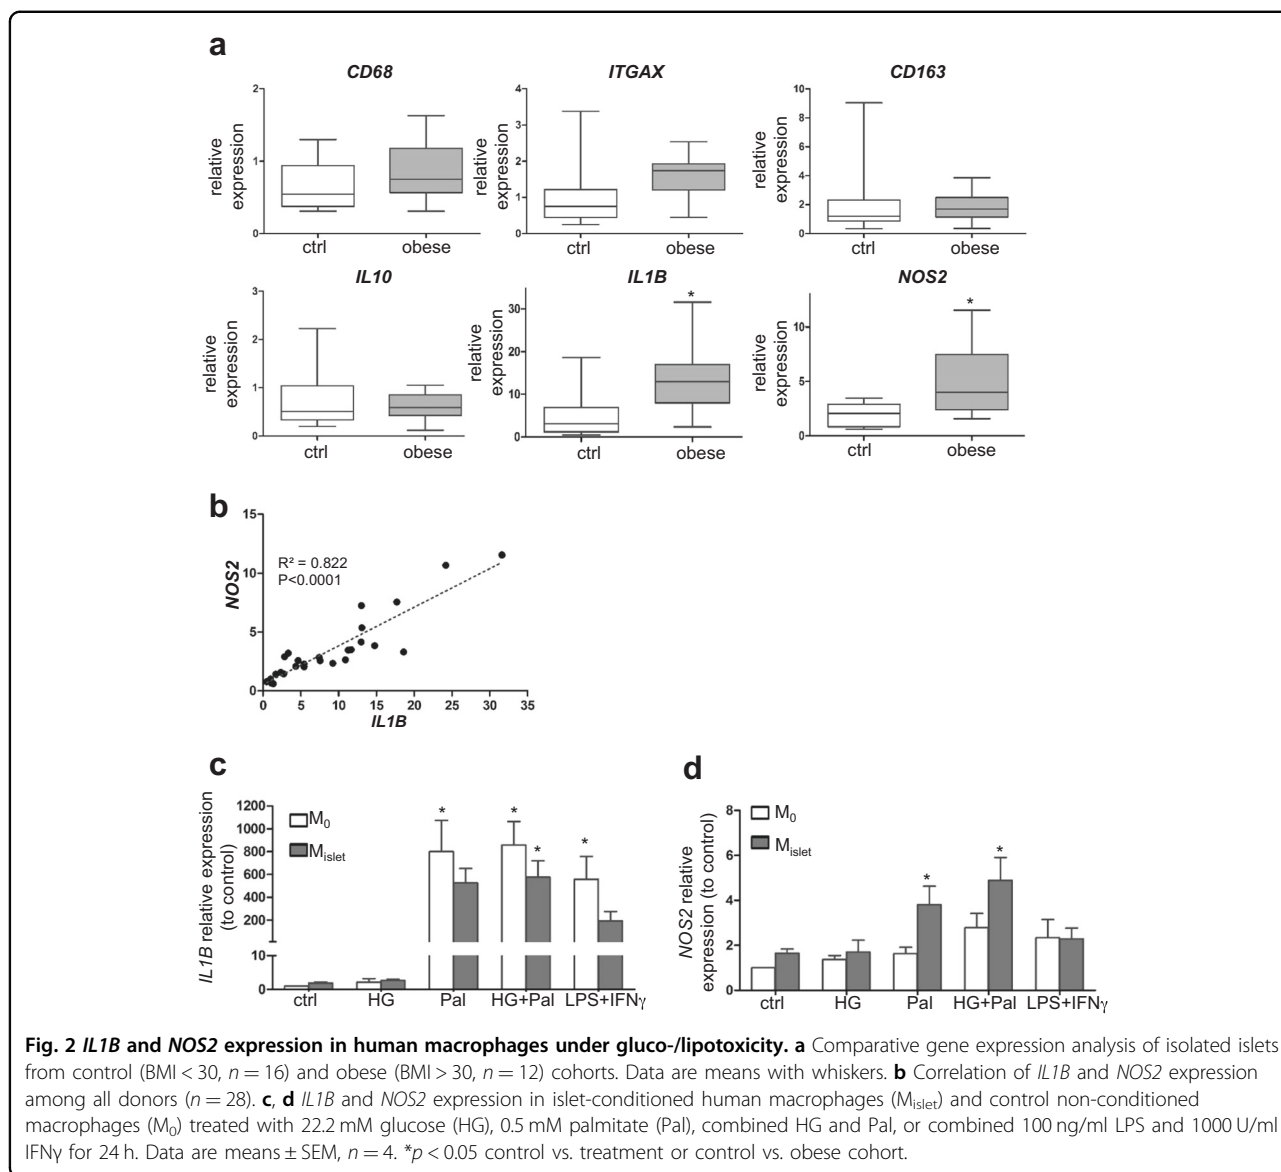 a
CD68
ITGAX
CD163
relative
expression
2
1
0
ctrl
obese
relative
expression
4
3
2
1
0
ctrl
obese
relative
expression
10
8
6
4
2
0
ctrl
obese
IL10
IL1B
NOS2
relative
expression
3
2
1
0
ctrl
obese
relative
expression
30
20
10
0
*
ctrl
obese
relative
expression
10
5
0
*
ctrl
obese
b
NOS2
15
10
5
0
R² = 0.822
P<0.0001
0 5 10 15 20 25 30 35
IL1B
c
IL1B relative expression
(to control)
1200
1000
800
600
400
200
10
0
M0
Mislet
* * * *
ctrl HG Pal HG+Pal LPS+IFNγ
d
NOS2 relative
expression (to control)
8
6
4
2
0
M0
Mislet
* *
ctrl HG Pal HG+Pal LPS+IFNγ
Fig. 2 IL1B and NOS2 expression in human macrophages under gluco-/lipotoxicity. a Comparative gene expression analysis of isolated islets
from control (BMI < 30, n = 16) and obese (BMI > 30, n = 12) cohorts. Data are means with whiskers. b Correlation of IL1B and NOS2 expression
among all donors (n = 28). c, d IL1B and NOS2 expression in islet-conditioned human macrophages (Mislet) and control non-conditioned
macrophages (M0) treated with 22.2 mM glucose (HG), 0.5 mM palmitate (Pal), combined HG and Pal, or combined 100 ng/ml LPS and 1000 U/ml
IFNγ for 24 h. Data are means ± SEM, n = 4. *p < 0.05 control vs. treatment or control vs. obese cohort.